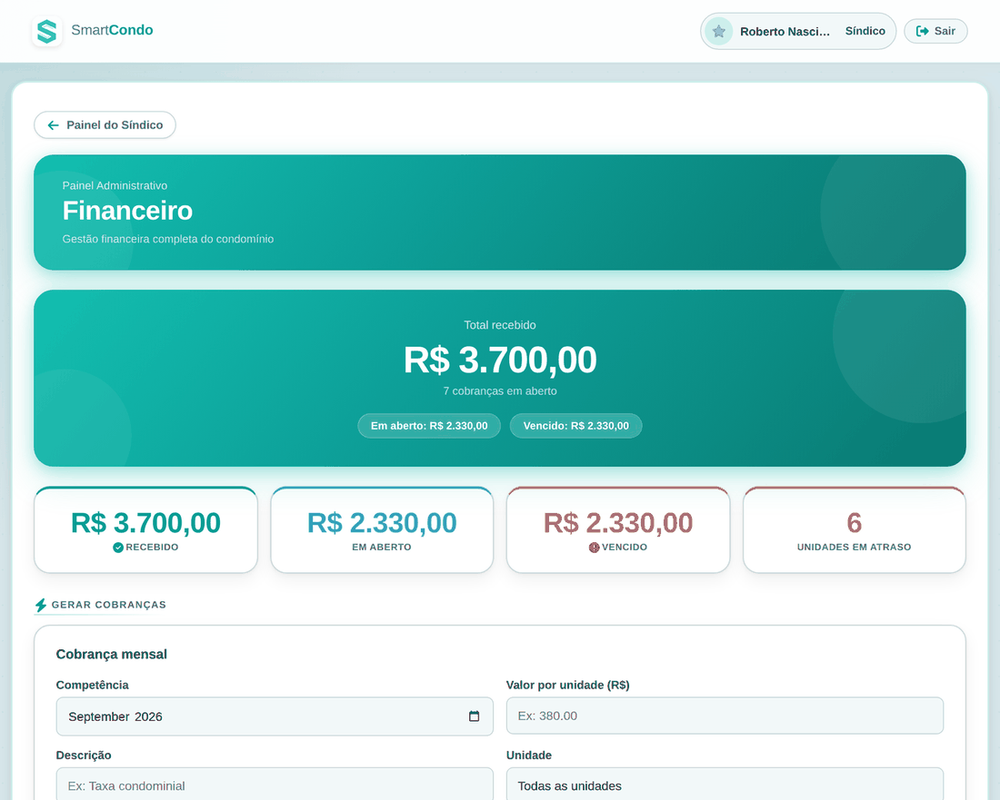 SmartCondo
Roberto Nasci... Síndico
Sair
Painel do Síndico
Painel Administrativo
Financeiro
Gestão financeira completa do condomínio
Total recebido
R$ 3.700,00
7 cobranças em aberto
Em aberto: R$ 2.330,00 Vencido: R$ 2.330,00
R$ 3.700,00
RECEBIDO
R$ 2.330,00
EM ABERTO
R$ 2.330,00
VENCIDO
6
UNIDADES EM ATRASO
GERAR COBRANÇAS
Cobrança mensal
Competência
September 2026
Valor por unidade (R$)
Ex: 380.00
Descrição
Ex: Taxa condominial
Unidade
Todas as unidades